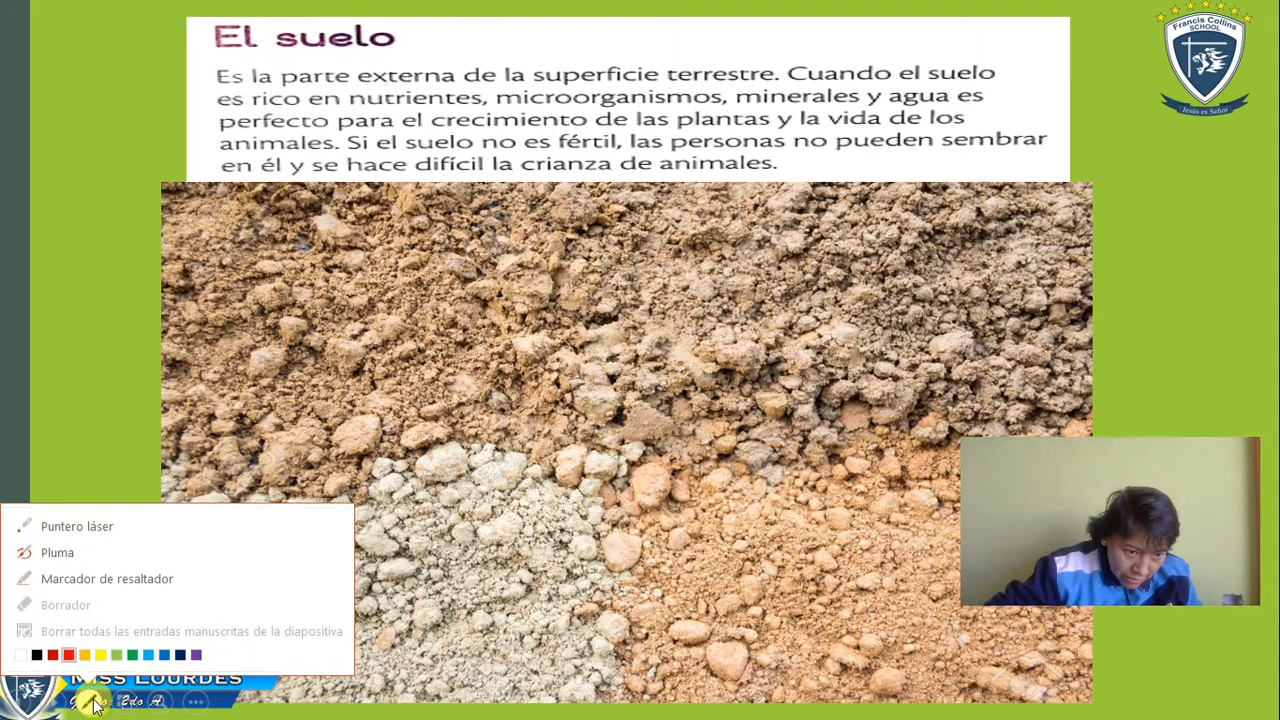 El suelo
Francis Collins
SCHOOL
Es la parte externa de la superficie terrestre. Cuando el suelo
es rico en nutrientes, microorganismos, minerales y agua es
perfecto para el crecimiento de las plantas y la vida de los
animales. Si el suelo no es fértil, las personas no pueden sembrar
en él y se hace difícil la crianza de animales.
Jesús es Señor
Puntero láser
Pluma
Marcador de resaltador
Borrador
Borrar todas las entradas manuscritas de la diapositiva
MISS LOURDES
2do A